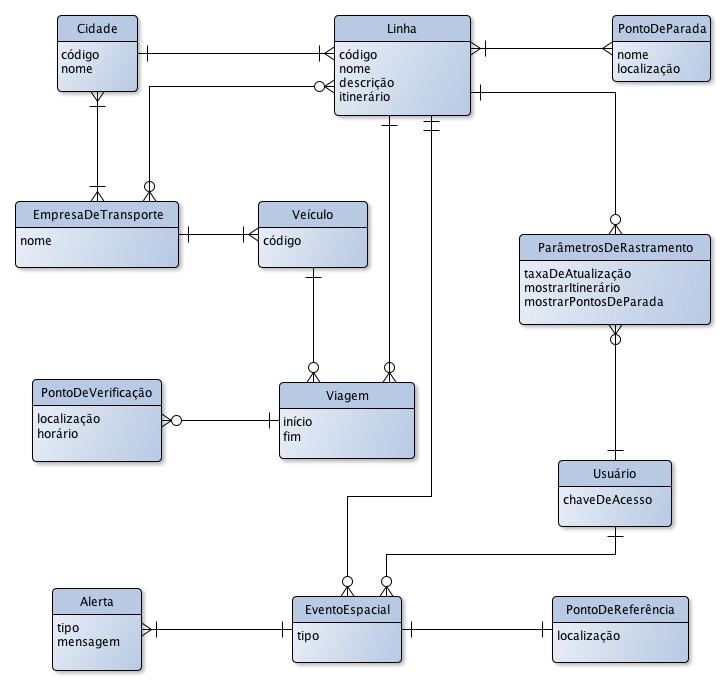 Cidade
código
nome
Linha
código
nome
descrição
itinerário
PontoDeParada
nome
localização
EmpresaDeTransporte
nome
Veículo
código
ParâmetrosDeRastramento
taxaDeAtualização
mostrarItinerário
mostrarPontosDeParada
PontoDeVerificação
localização
horário
Viagem
início
fim
Usuário
chaveDeAcesso
Alerta
tipo
mensagem
EventoEspacial
tipo
PontoDeReferência
localização